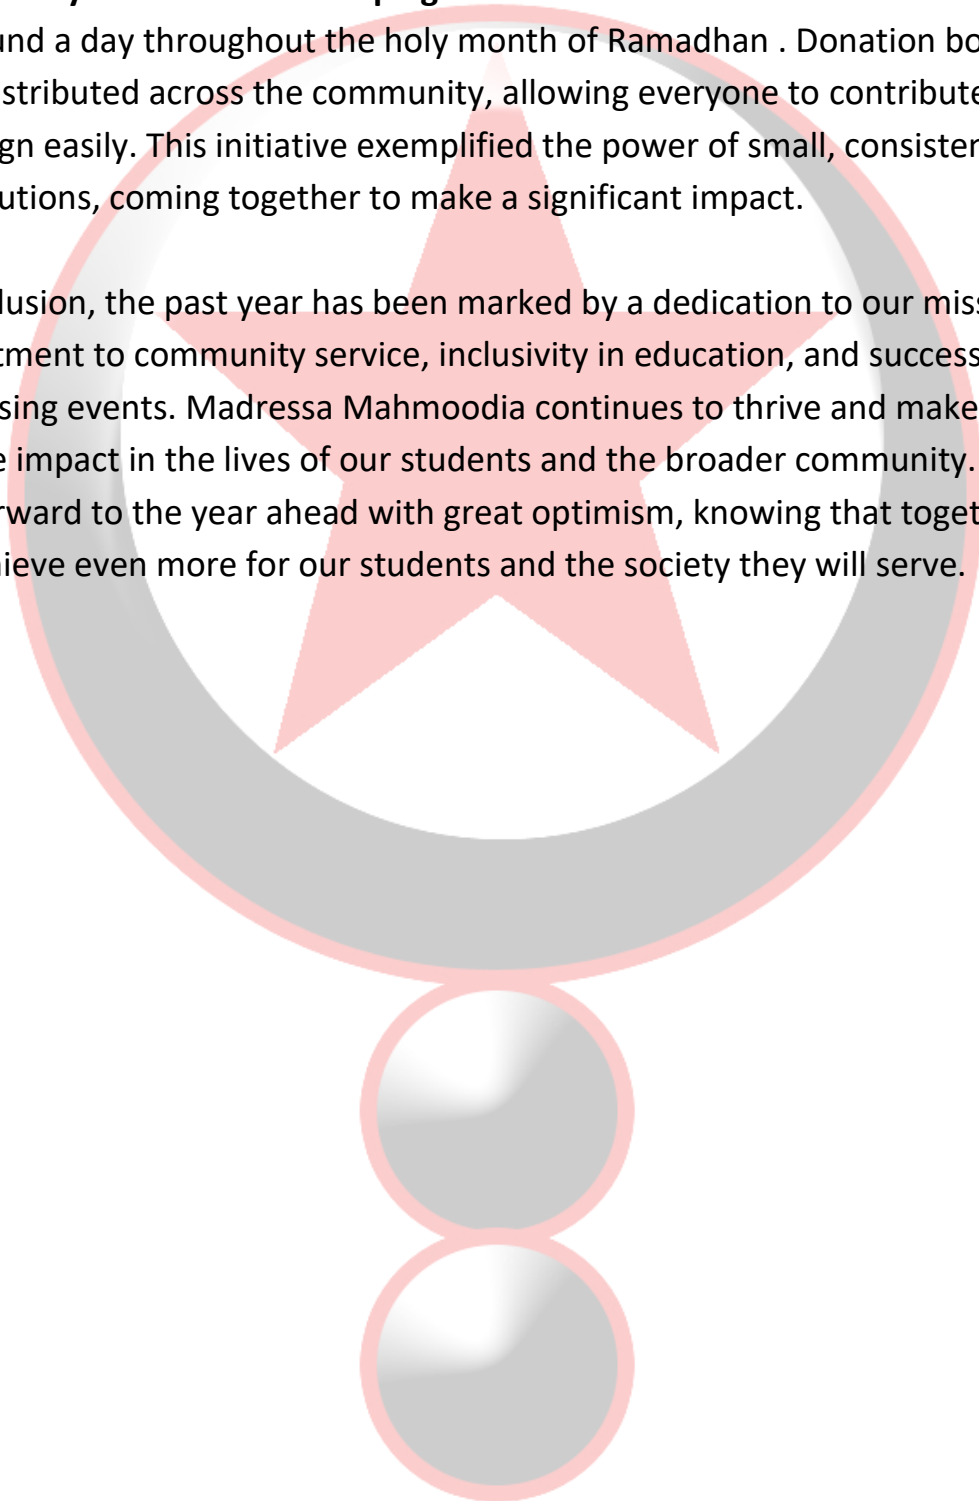 und a day throughout the holy month of Ramadhan . Donation bo
stributed across the community, allowing everyone to contribute
gn easily. This initiative exemplified the power of small, consisten
utions, coming together to make a significant impact.
lusion, the past year has been marked by a dedication to our miss
tment to community service, inclusivity in education, and success
sing events. Madressa Mahmoodia continues to thrive and make
e impact in the lives of our students and the broader community.
rward to the year ahead with great optimism, knowing that toget
hieve even more for our students and the society they will serve.